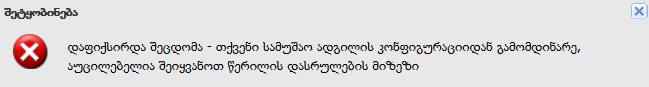 შეტყობინება
დაფიქსირდა შეცდომა - თქვენი სამუშაო ადგილის კონფიგურაციიდან გამომდინარე,
აუცილებელია შეიყვანოთ წერილის დასრულების მიზეზი